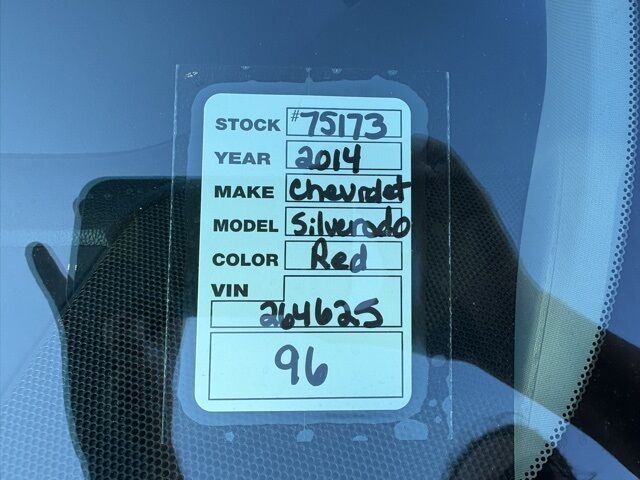 STOCK #75173
YEAR 2014
MAKE Chevrolet
MODEL Silverado
COLOR Red
VIN
264625
96